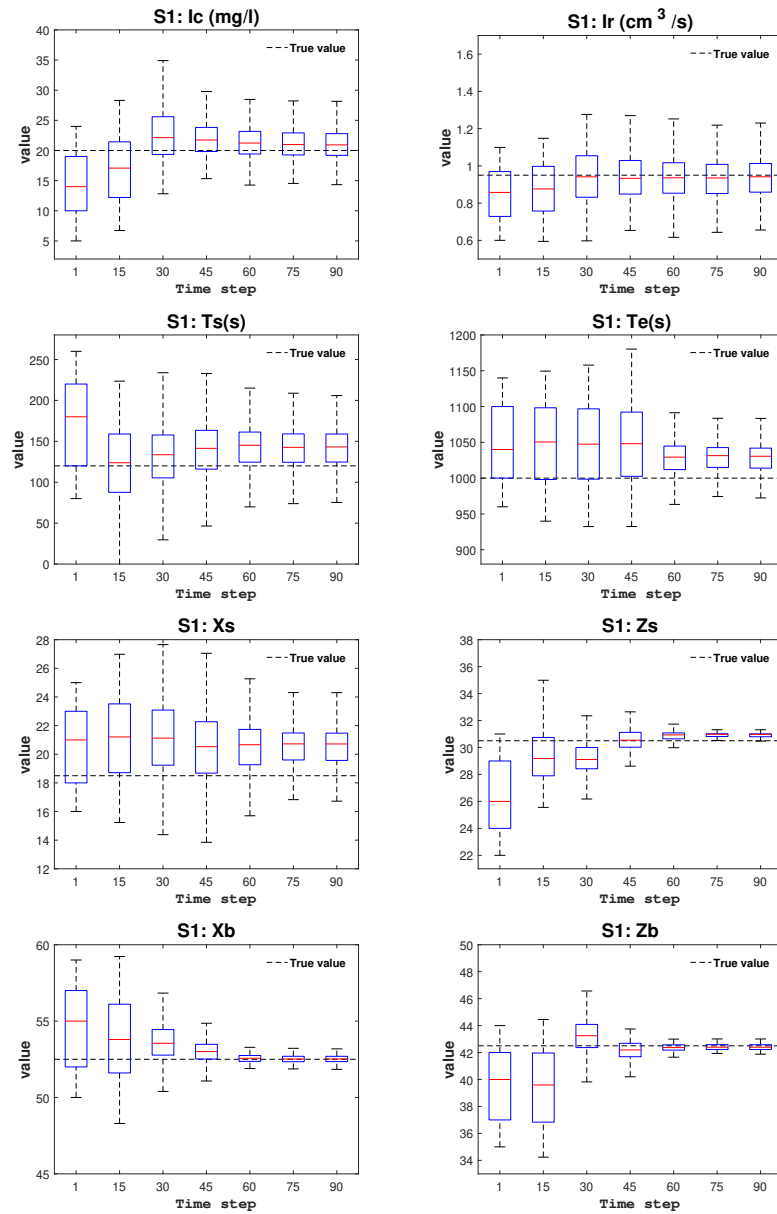 S1: Ic (mg/l)
40
35
30
25
20
15
10
5
value
True value
1 15 30 45 60 75 90
Time step
S1: Ir (cm 3 /s)
1.6
1.4
1.2
1
0.8
0.6
value
True value
1 15 30 45 60 75 90
Time step
S1: Ts(s)
250
200
150
100
50
0
value
True value
1 15 30 45 60 75 90
Time step
S1: Te(s)
1200
1150
1100
1050
1000
950
900
value
True value
1 15 30 45 60 75 90
Time step
S1: Xs
28
26
24
22
20
18
16
14
12
value
True value
1 15 30 45 60 75 90
Time step
S1: Zs
38
36
34
32
30
28
26
24
22
value
True value
1 15 30 45 60 75 90
Time step
S1: Xb
60
55
50
45
value
True value
1 15 30 45 60 75 90
Time step
S1: Zb
50
48
46
44
42
40
38
36
34
value
True value
1 15 30 45 60 75 90
Time step